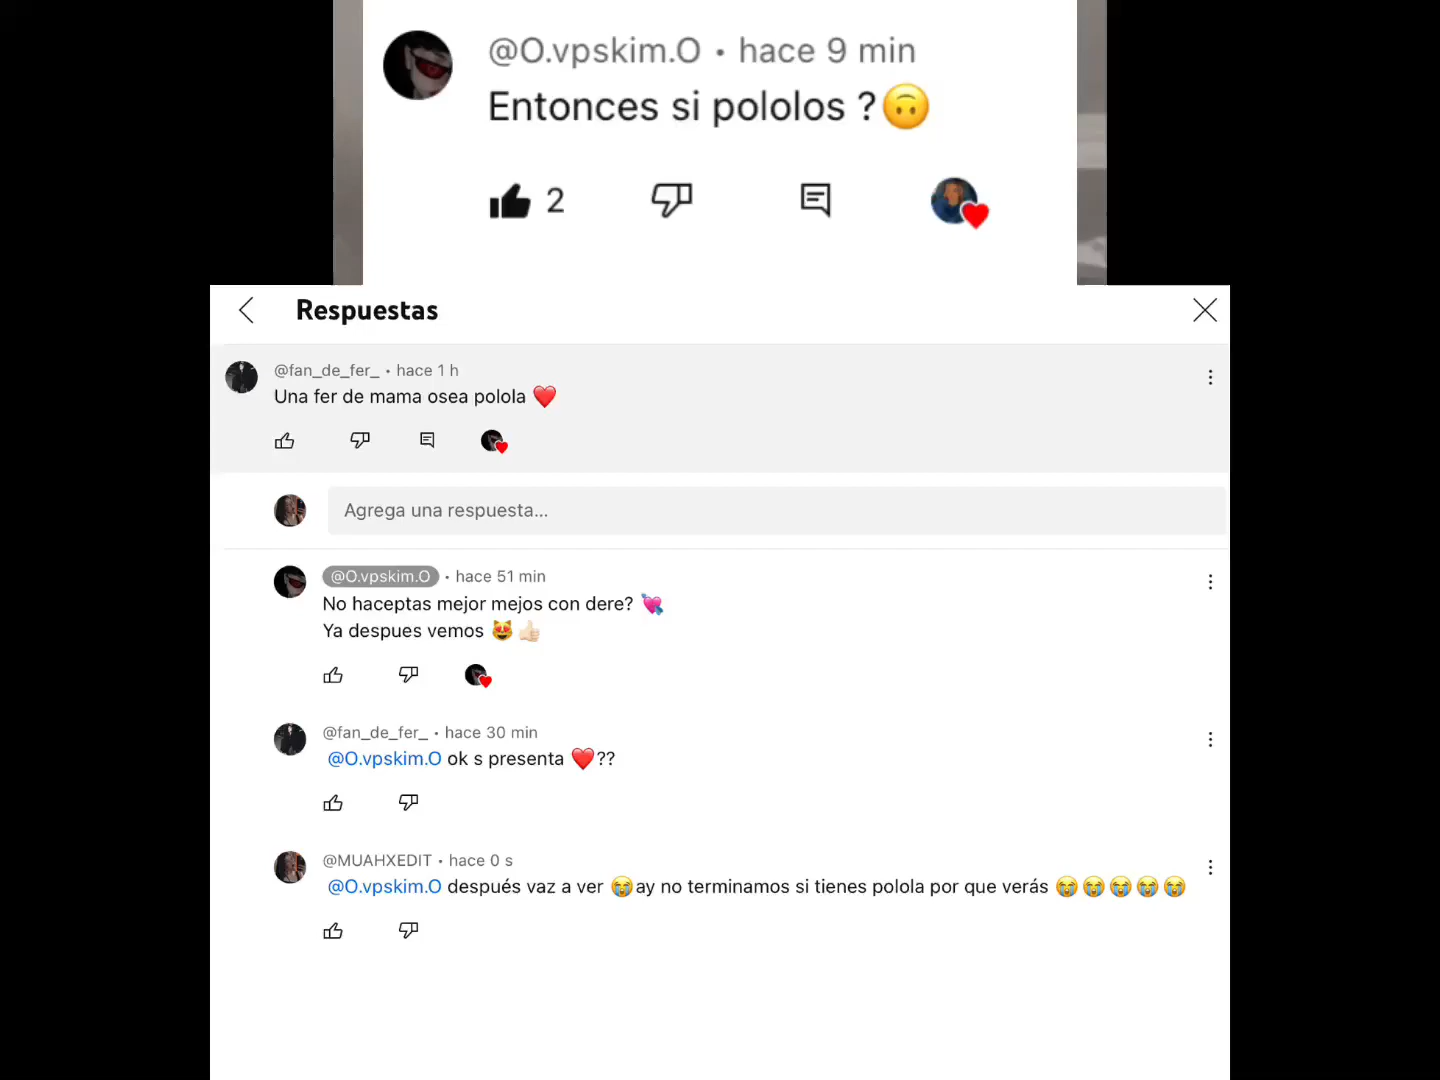 @O.vpskim.O • hace 9 min
Entonces si pololos ?🙃
2
Respuestas
@fan_de_fer_ • hace 1 h
Una fer de mama osea polola ❤️
Agrega una respuesta...
@O.vpskim.O • hace 51 min
No haceptas mejor mejos con dere? 💘
Ya despues vemos 😻👍🏻
@fan_de_fer_ • hace 30 min
@O.vpskim.O ok s presenta ❤️??
@MUAHXEDIT • hace 0 s
@O.vpskim.O después vaz a ver 😭ay no terminamos si tienes polola por que verás 😭😭😭😭😭